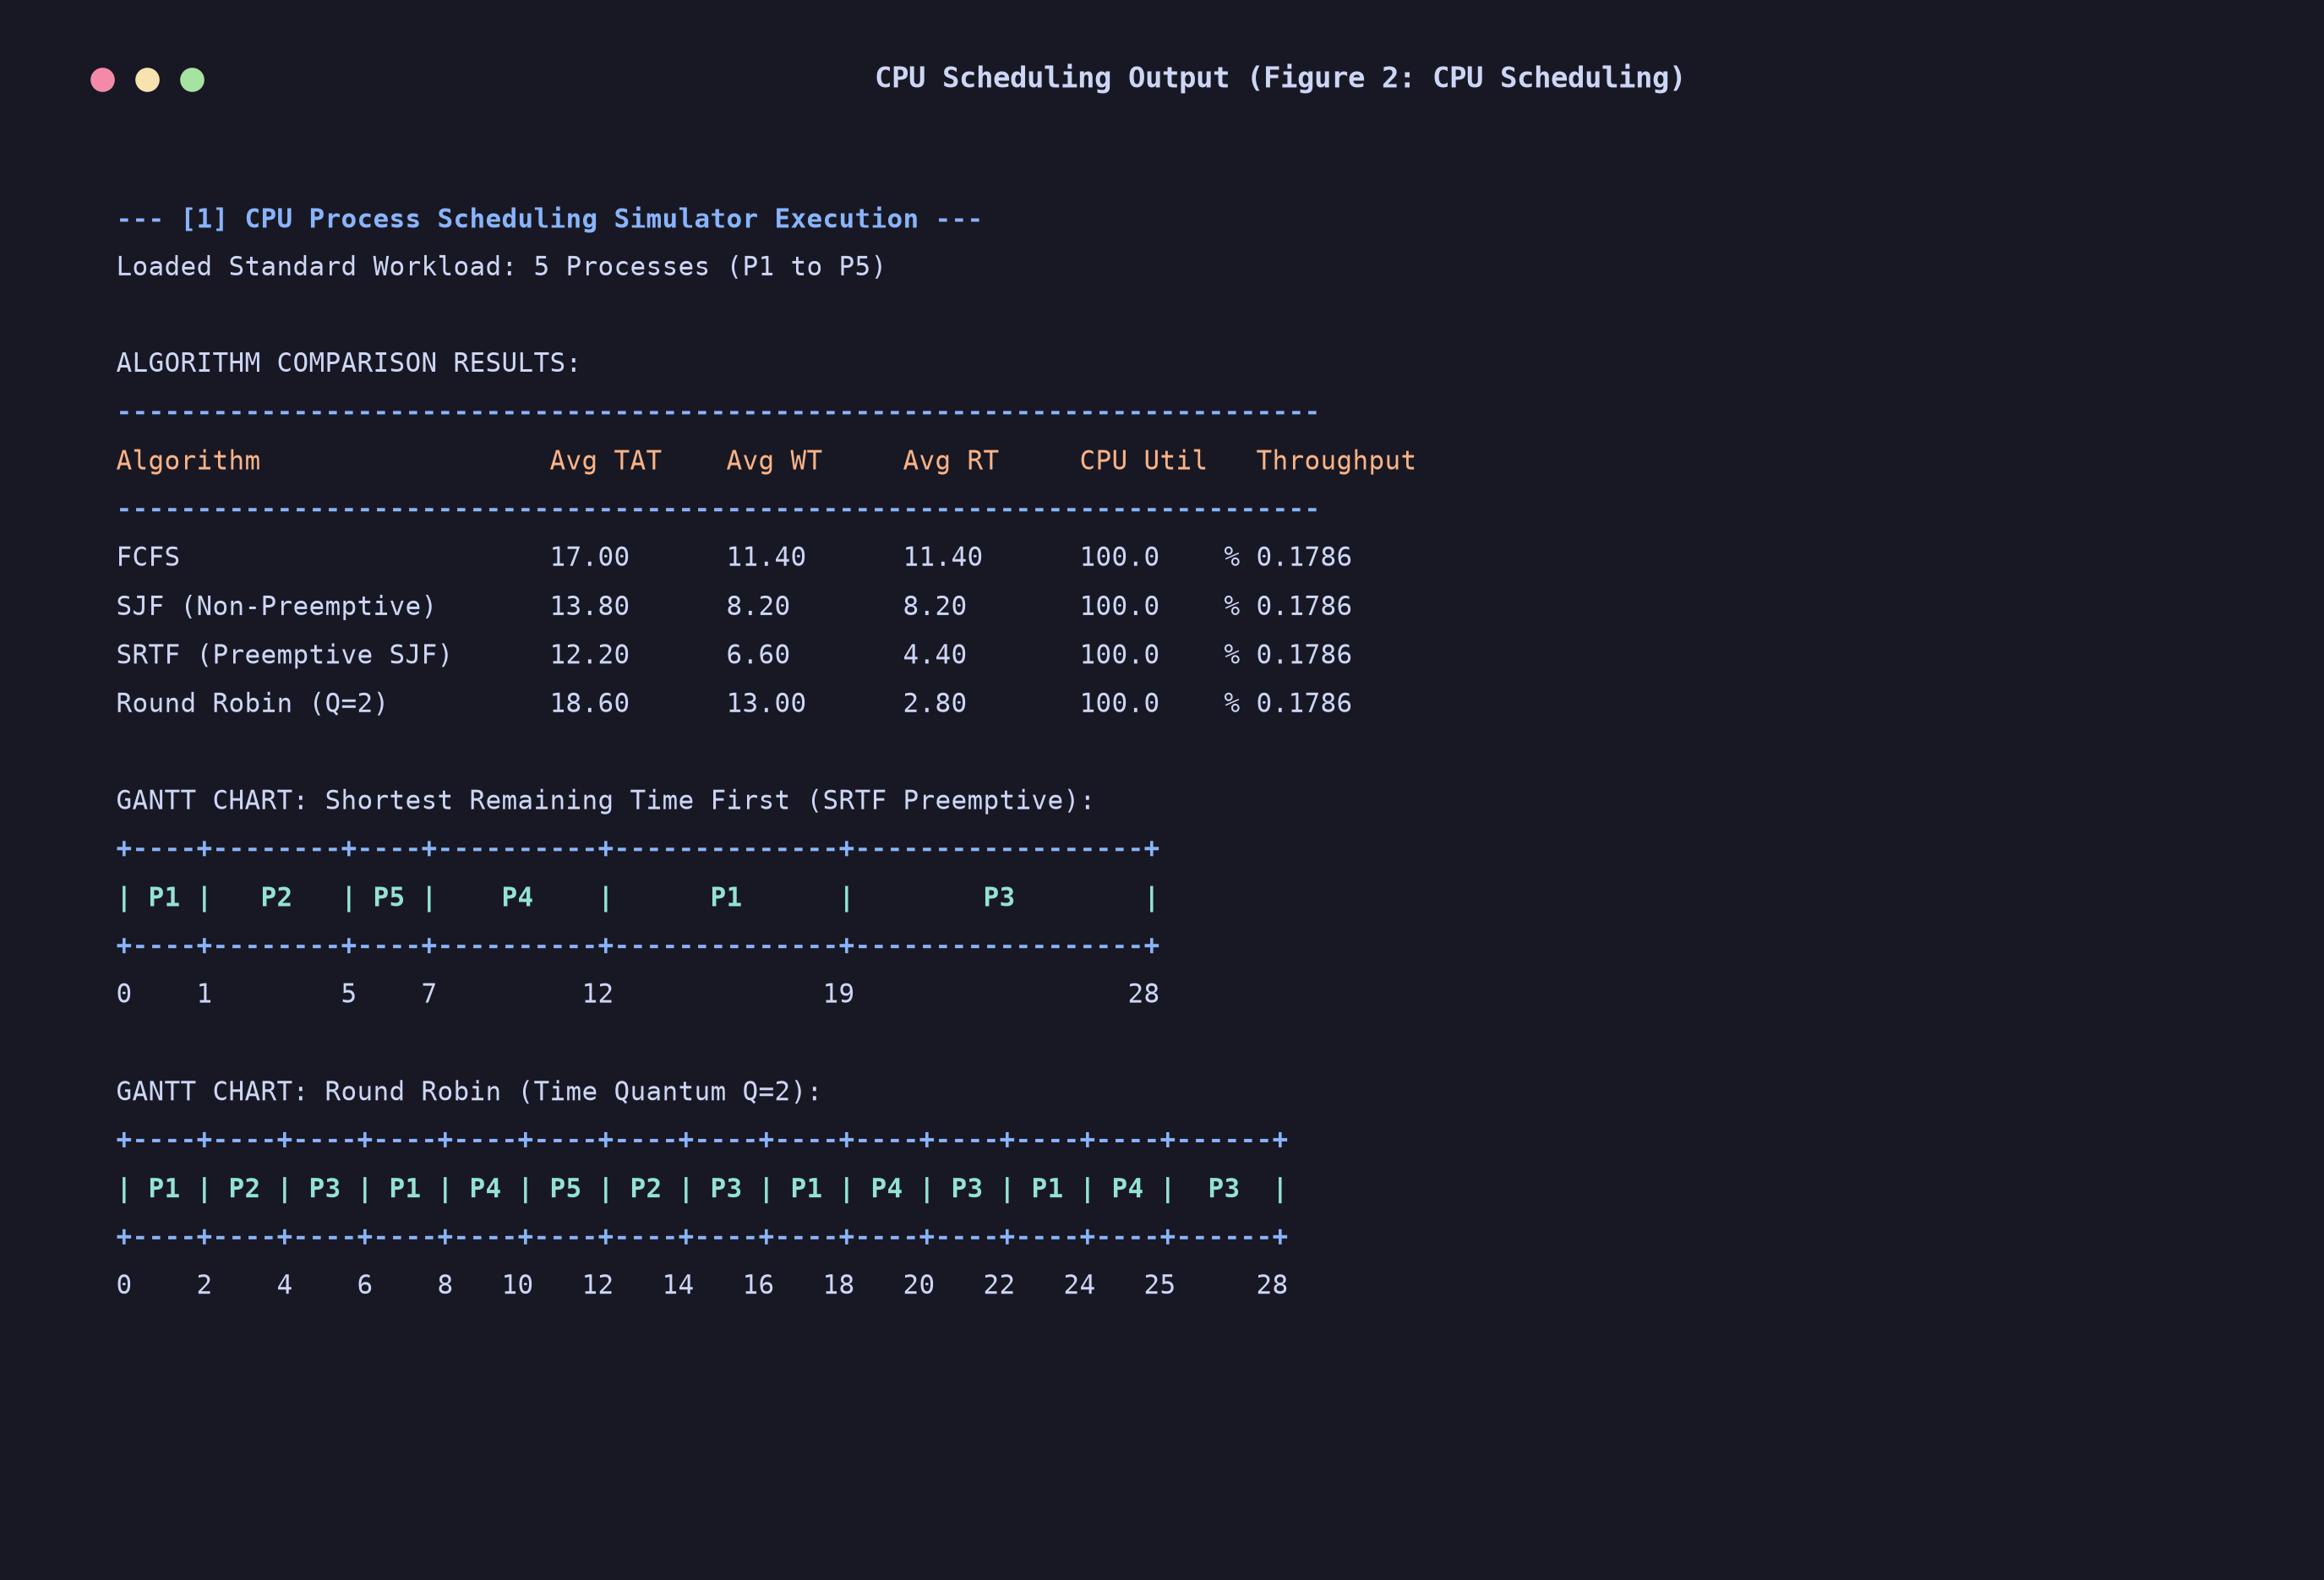 CPU Scheduling Output (Figure 2: CPU Scheduling)
--- [1] CPU Process Scheduling Simulator Execution ---
Loaded Standard Workload: 5 Processes (P1 to P5)
ALGORITHM COMPARISON RESULTS:
---------------------------------------------------------------------------
Algorithm                  Avg TAT    Avg WT     Avg RT     CPU Util   Throughput
---------------------------------------------------------------------------
FCFS                       17.00      11.40      11.40      100.0    % 0.1786
SJF (Non-Preemptive)       13.80      8.20       8.20       100.0    % 0.1786
SRTF (Preemptive SJF)      12.20      6.60       4.40       100.0    % 0.1786
Round Robin (Q=2)          18.60      13.00      2.80       100.0    % 0.1786
GANTT CHART: Shortest Remaining Time First (SRTF Preemptive):
+----+--------+----+----------+--------------+------------------+
| P1 |   P2   | P5 |    P4    |      P1      |        P3        |
+----+--------+----+----------+--------------+------------------+
0    1        5    7         12             19                 28
GANTT CHART: Round Robin (Time Quantum Q=2):
+----+----+----+----+----+----+----+----+----+----+----+----+----+------+
| P1 | P2 | P3 | P1 | P4 | P5 | P2 | P3 | P1 | P4 | P3 | P1 | P4 |  P3  |
+----+----+----+----+----+----+----+----+----+----+----+----+----+------+
0    2    4    6    8   10   12   14   16   18   20   22   24   25     28